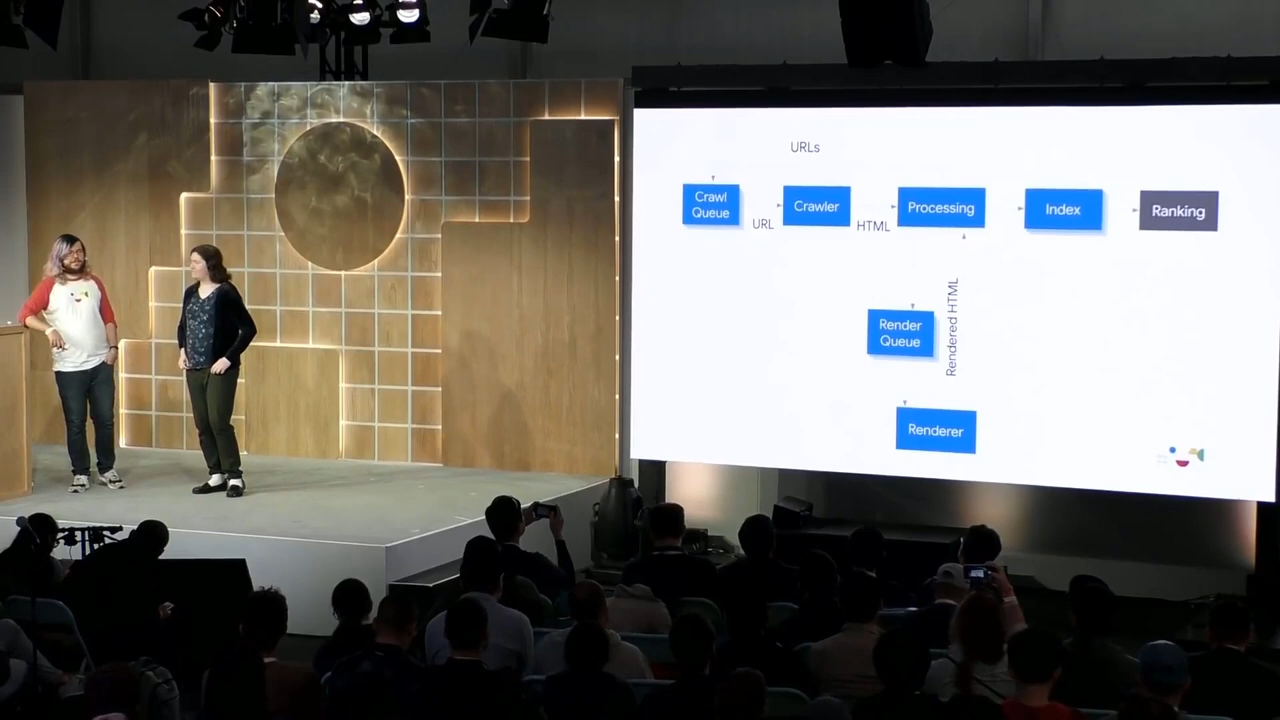 URLs
Crawl
Queue
URL
Crawler
HTML
Processing
Index
Ranking
Render
Queue
Rendered HTML
Renderer